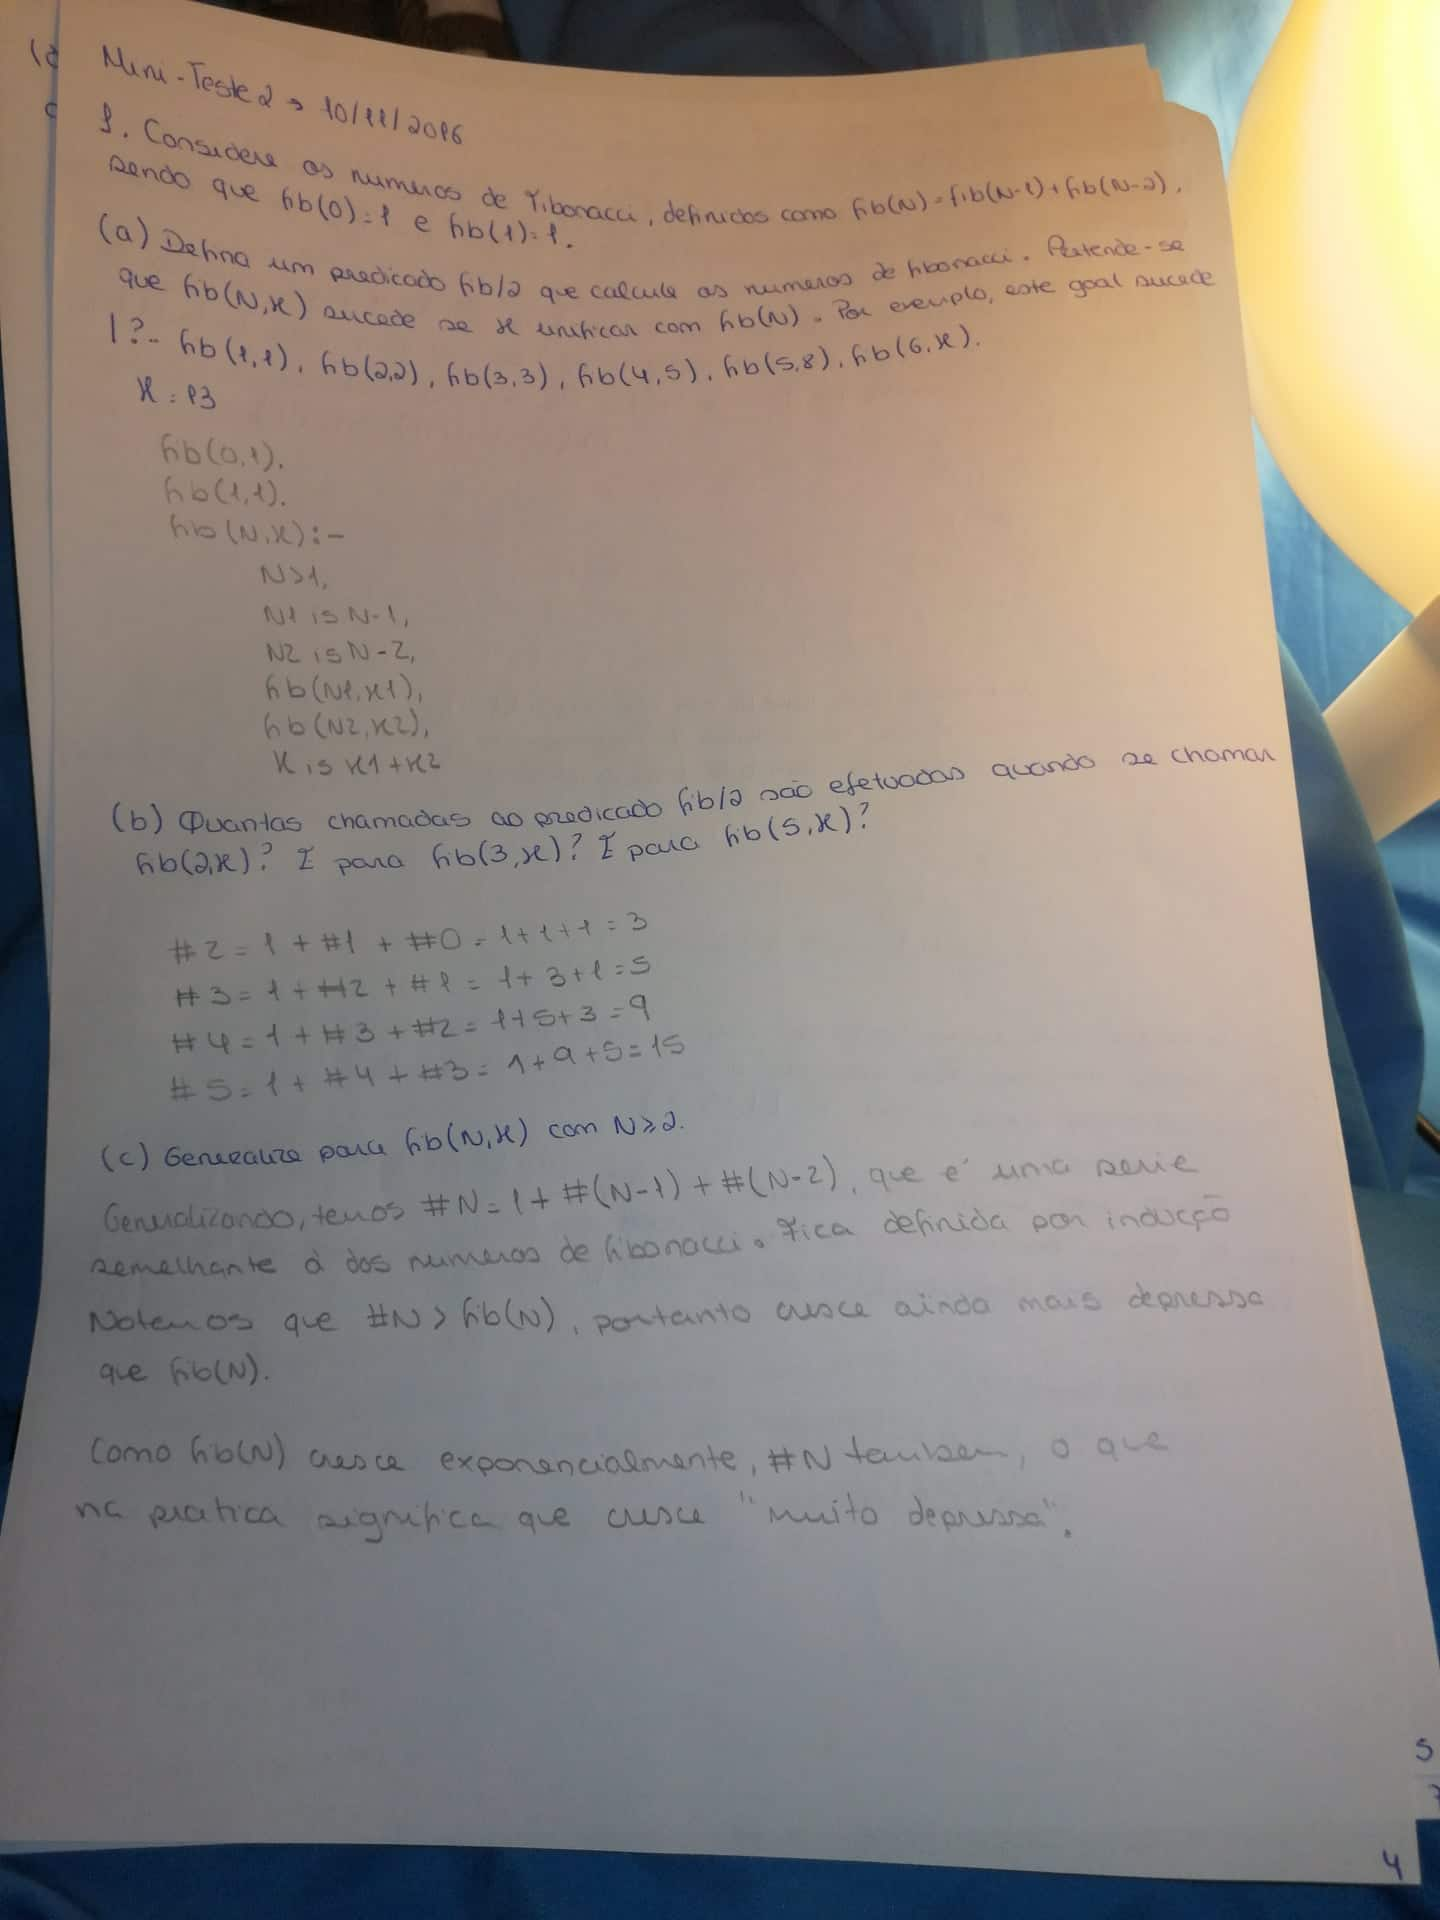 Mini-Teste 2 → 10/11/2016
1. Considere os numeros de Fibonacci, definidos como fib(N)=fib(N-1)+fib(N-2),
sendo que fib(0)=1 e fib(1)=1.
(a) Defina um predicado fib/2 que calcule os numeros de fibonacci. Pretende-se
que fib(N,X) sucede se X unificar com fib(N). Por exemplo, este goal sucede
|?- fib(1,1), fib(2,2), fib(3,3), fib(4,5), fib(5,8), fib(6,X).
X = 13
fib(0,1).
fib(1,1).
fib(N,X):-
N>1,
N1 is N-1,
N2 is N-2,
fib(N1,X1),
fib(N2,X2),
X is X1+X2
(b) Quantas chamadas ao predicado fib/2 são efetuadas quando se chamar
fib(2,X)? E para fib(3,X)? E para fib(5,X)?
#2=1+#1+#0=1+1+1=3
#3=1+#2+#1=1+3+1=5
#4=1+#3+#2=1+5+3=9
#5=1+#4+#3=1+9+5=15
(c) Generalize para fib(N,X) com N⩾2.
Generalizando, temos #N=1+#(N-1)+#(N-2), que é uma serie
semelhante à dos numeros de fibonacci. Fica definida por inducção
Notemos que #N>fib(N), portanto cresce ainda mais depressa
que fib(N).
Como fib(N) cresce exponencialmente, #N tambem, o que
na pratica significa que cresce "muito depressa".
5
4